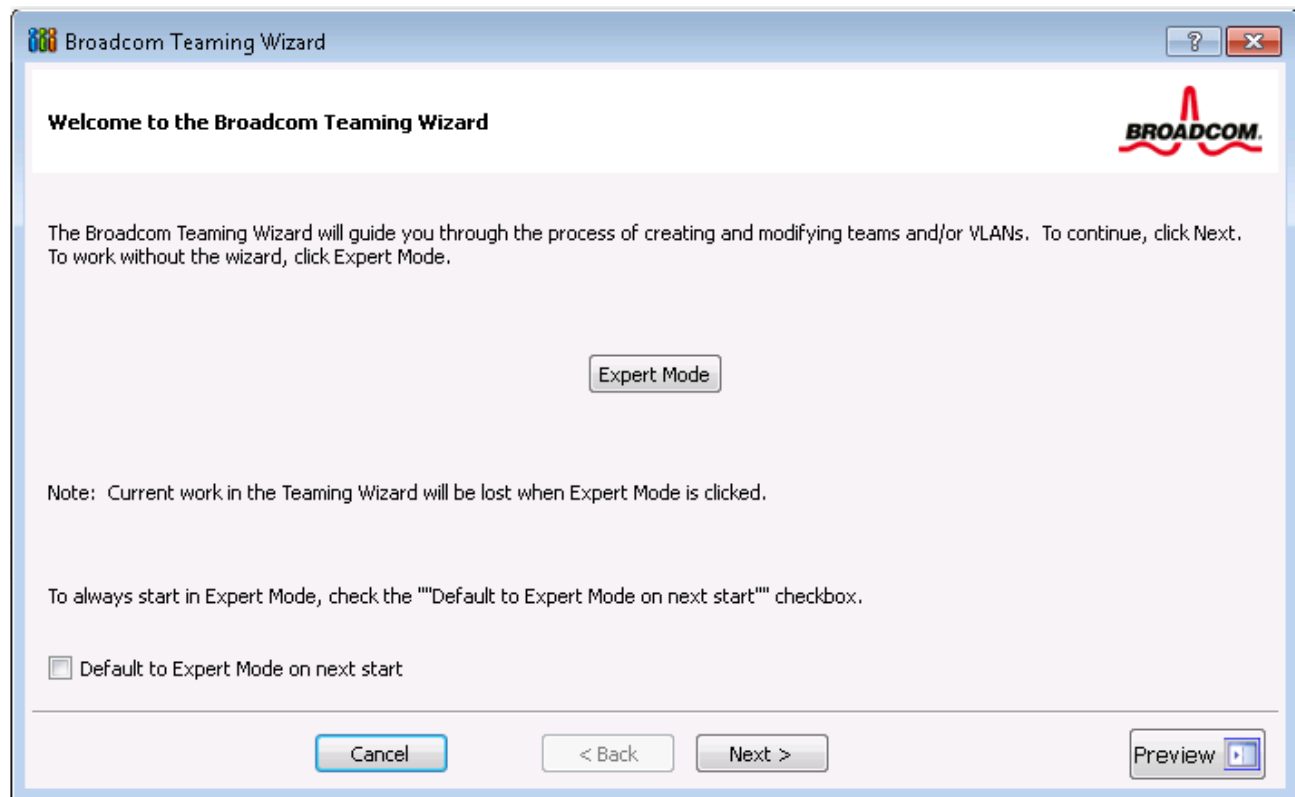 Broadcom Teaming Wizard
?
Welcome to the Broadcom Teaming Wizard
BROADCOM.
The Broadcom Teaming Wizard will guide you through the process of creating and modifying teams and/or VLANs.  To continue, click Next.
To work without the wizard, click Expert Mode.
Expert Mode
Note:  Current work in the Teaming Wizard will be lost when Expert Mode is clicked.
To always start in Expert Mode, check the ""Default to Expert Mode on next start"" checkbox.
Default to Expert Mode on next start
Cancel
< Back
Next >
Preview